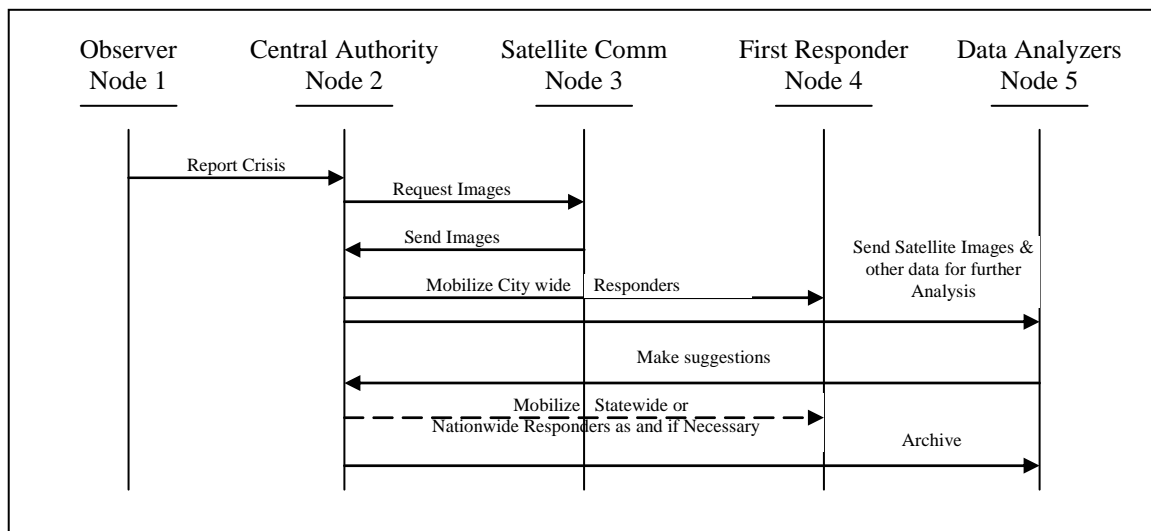 Observer Central Authority Satellite Comm First Responder Data Analyzers
Node 1 Node 2 Node 3 Node 4 Node 5
Report Crisis
Request Images
Send Images
Send Satellite Images &
other data for further
Analysis
Mobilize City wide Responders
Make suggestions
Mobilize Statewide or
Nationwide Responders as and if Necessary
Archive